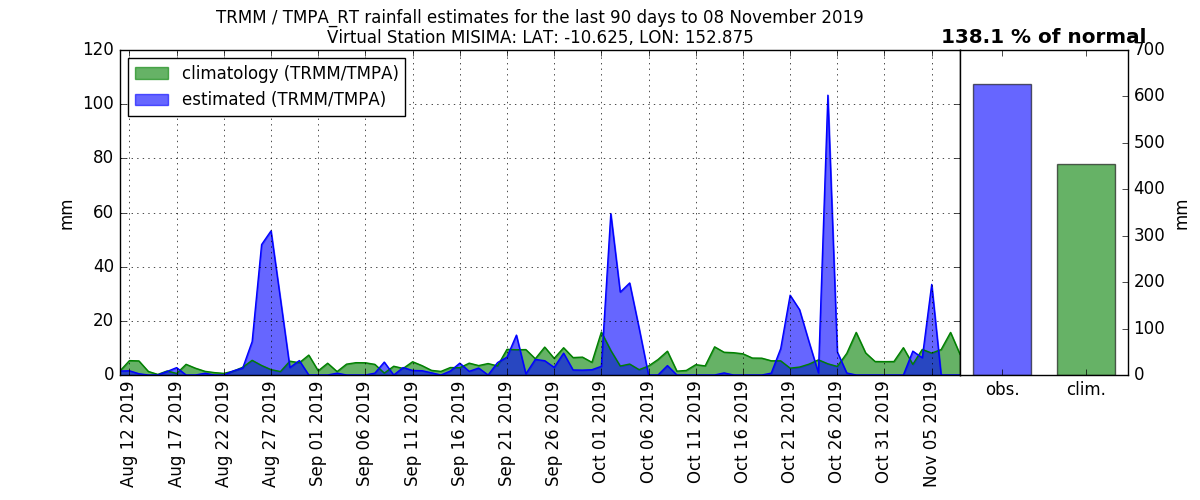 TRMM / TMPA_RT rainfall estimates for the last 90 days to 08 November 2019
Virtual Station MISIMA: LAT: -10.625, LON: 152.875
138.1 % of normal
climatology (TRMM/TMPA)
estimated (TRMM/TMPA)
120
100
80
60
40
20
0
mm
Aug 12 2019
Aug 17 2019
Aug 22 2019
Aug 27 2019
Sep 01 2019
Sep 06 2019
Sep 11 2019
Sep 16 2019
Sep 21 2019
Sep 26 2019
Oct 01 2019
Oct 06 2019
Oct 11 2019
Oct 16 2019
Oct 21 2019
Oct 26 2019
Oct 31 2019
Nov 05 2019
700
600
500
400
300
200
100
0
mm
obs.
clim.